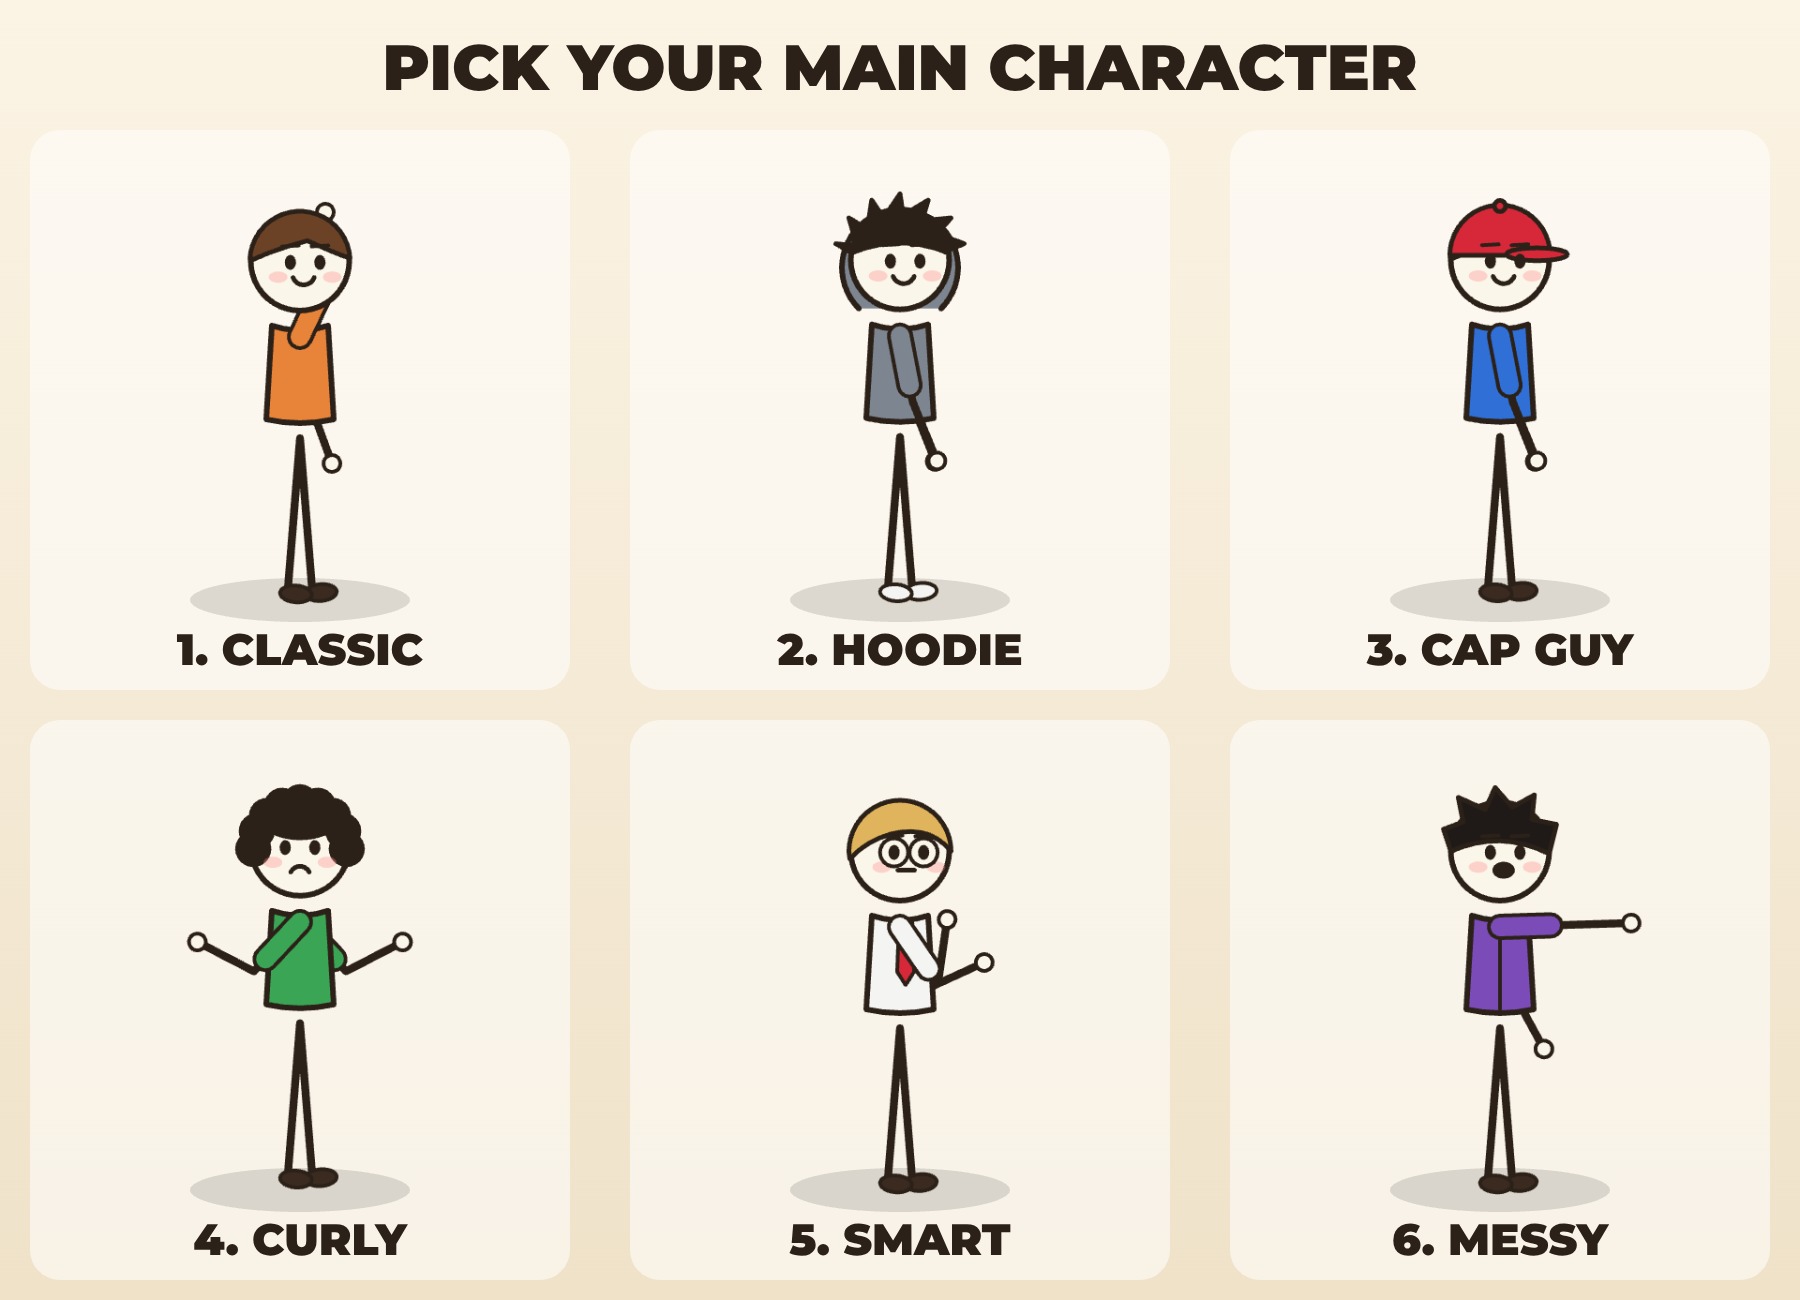 PICK YOUR MAIN CHARACTER
1. CLASSIC
2. HOODIE
3. CAP GUY
4. CURLY
5. SMART
6. MESSY